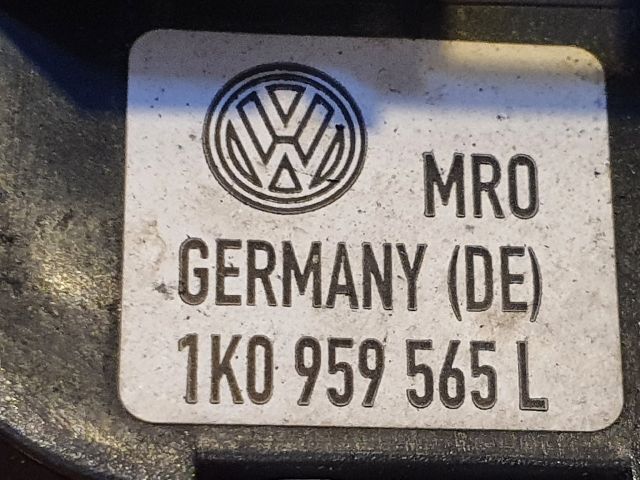 MRO
GERMANY (DE)
1K0 959 565 L